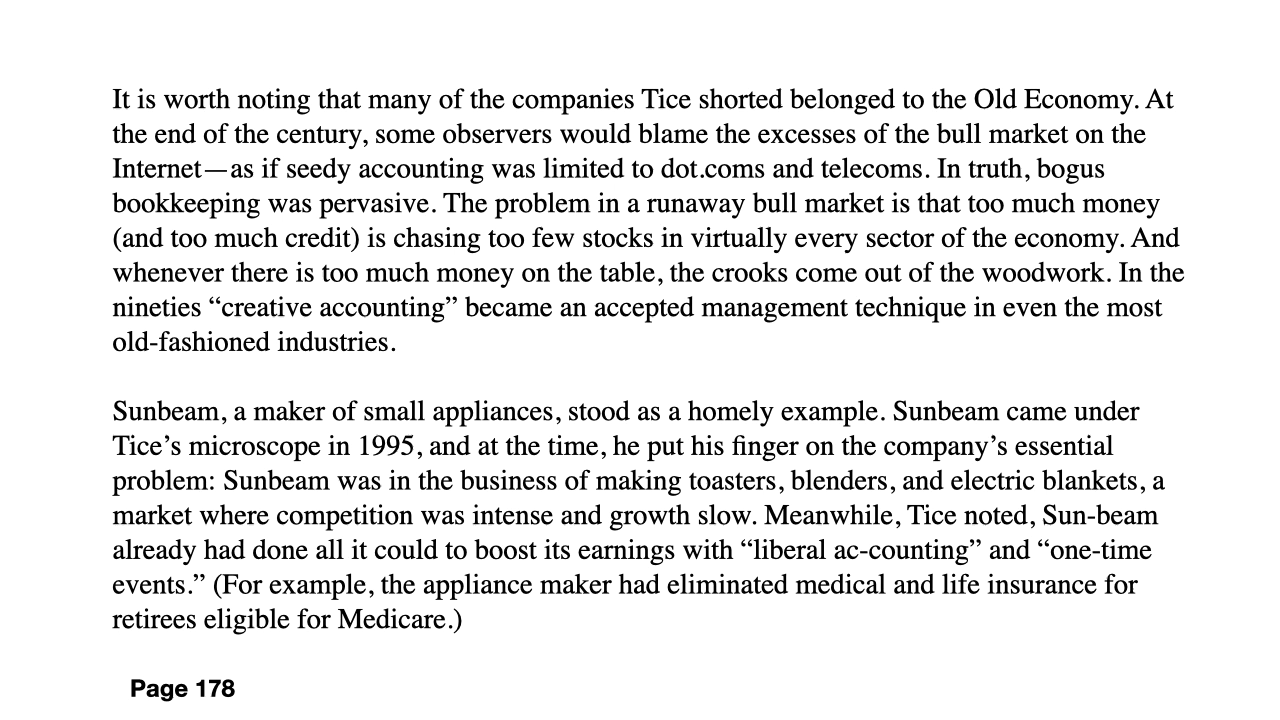 It is worth noting that many of the companies Tice shorted belonged to the Old Economy. At
the end of the century, some observers would blame the excesses of the bull market on the
Internet—as if seedy accounting was limited to dot.coms and telecoms. In truth, bogus
bookkeeping was pervasive. The problem in a runaway bull market is that too much money
(and too much credit) is chasing too few stocks in virtually every sector of the economy. And
whenever there is too much money on the table, the crooks come out of the woodwork. In the
nineties “creative accounting” became an accepted management technique in even the most
old-fashioned industries.
Sunbeam, a maker of small appliances, stood as a homely example. Sunbeam came under
Tice’s microscope in 1995, and at the time, he put his finger on the company’s essential
problem: Sunbeam was in the business of making toasters, blenders, and electric blankets, a
market where competition was intense and growth slow. Meanwhile, Tice noted, Sun-beam
already had done all it could to boost its earnings with “liberal ac-counting” and “one-time
events.” (For example, the appliance maker had eliminated medical and life insurance for
retirees eligible for Medicare.)
Page 178